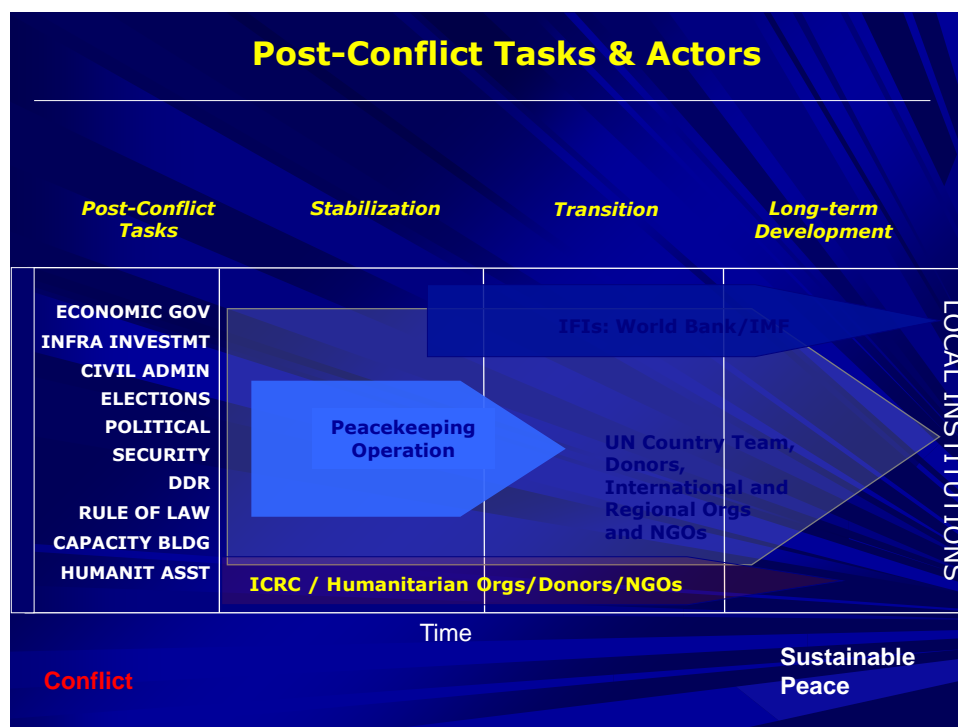 Post-Conflict Tasks & Actors
Post-Conflict
Tasks
Stabilization
Transition
Long-term
Development
ECONOMIC GOV
INFRA INVESTMT
CIVIL ADMIN
ELECTIONS
POLITICAL
SECURITY
DDR
RULE OF LAW
CAPACITY BLDG
HUMANIT ASST
IFIs: World Bank/IMF
Peacekeeping
Operation
UN Country Team,
Donors,
International and
Regional Orgs
and NGOs
ICRC / Humanitarian Orgs/Donors/NGOs
LOCAL INSTITUTIONS
Time
Conflict
Sustainable
Peace